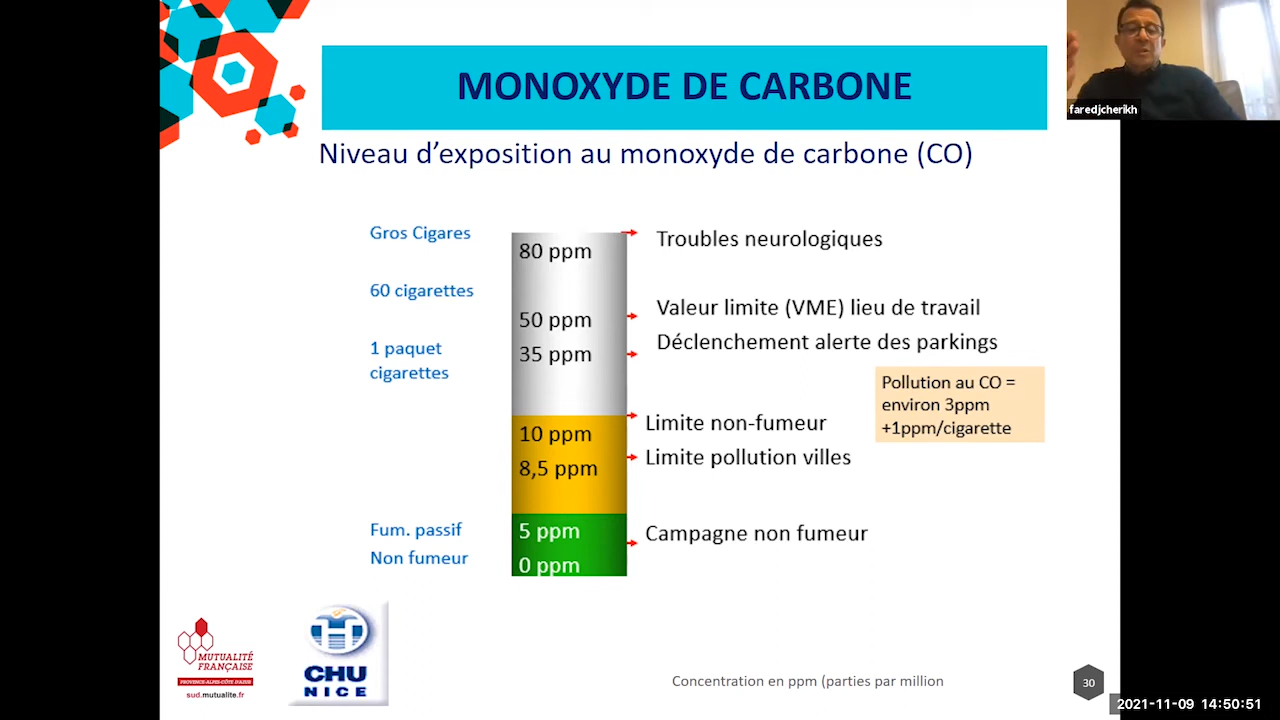 MONOXYDE DE CARBONE
faredjcherikh
Niveau d'exposition au monoxyde de carbone (CO)
Gros Cigares
80 ppm
Troubles neurologiques
60 cigarettes
50 ppm
Valeur limite (VME) lieu de travail
1 paquet
cigarettes
35 ppm
Déclenchement alerte des parkings
Pollution au CO =
environ 3ppm
+1ppm/cigarette
10 ppm
Limite non-fumeur
8,5 ppm
Limite pollution villes
Fum. passif
5 ppm
Campagne non fumeur
Non fumeur
0 ppm
MUTUALITÉ
FRANÇAISE
PROVENCE-ALPES-CÔTE D'AZUR
sud.mutualite.fr
CHU
NICE
Concentration en ppm (parties par million
30
2021-11-09 14:50:51